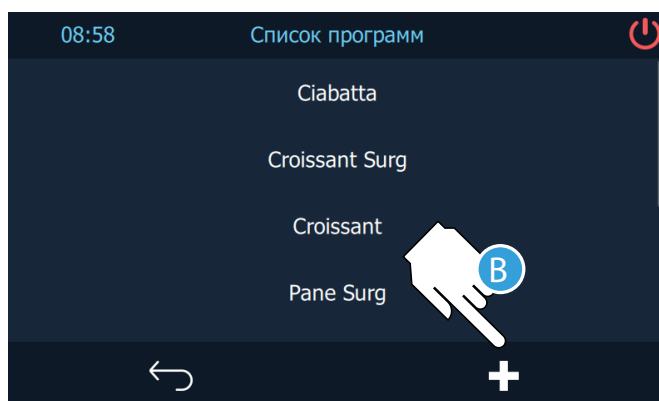 08:58 Список программ
Ciabatta
Croissant Surg
Croissant
B
Pane Surg